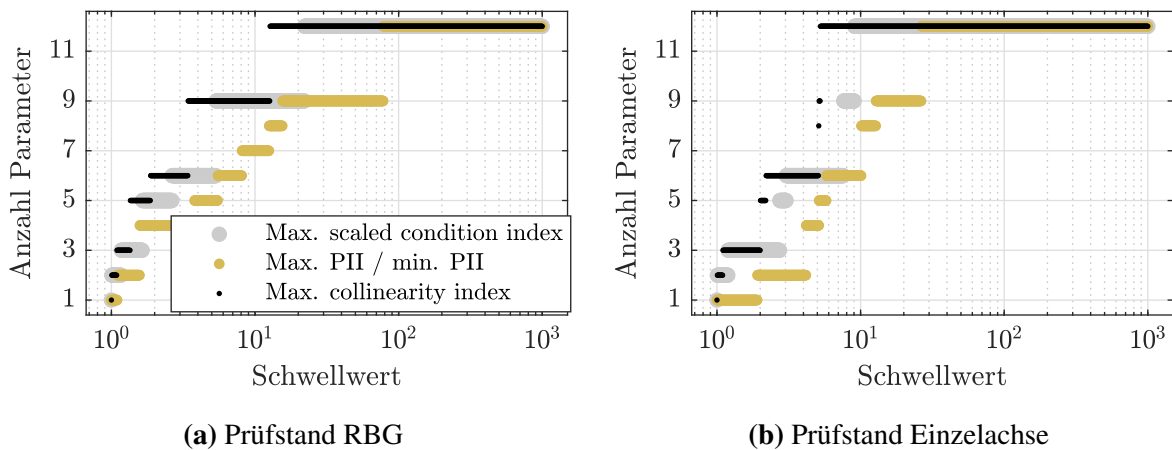 11
9
7
5
3
1
Anzahl Parameter
Max. scaled condition index
Max. PII / min. PII
Max. collinearity index
10^0
10^1
10^2
10^3
Schwellwert
(a) Prüfstand RBG
11
9
7
5
3
1
Anzahl Parameter
10^0
10^1
10^2
10^3
Schwellwert
(b) Prüfstand Einzelachse